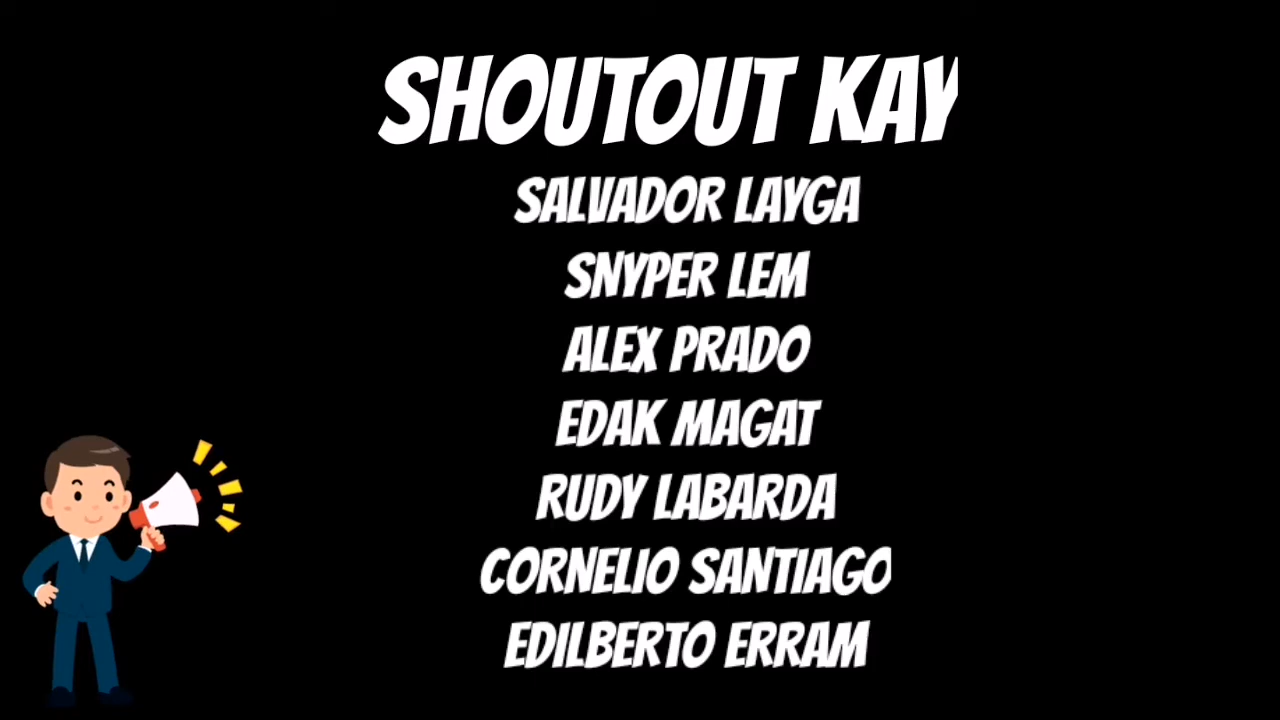 SHOUTOUT KAY
SALVADOR LAYGA
SNYPER LEM
ALEX PRADO
EDAK MAGAT
RUDY LABARDA
CORNELIO SANTIAGO
EDILBERTO ERRAM